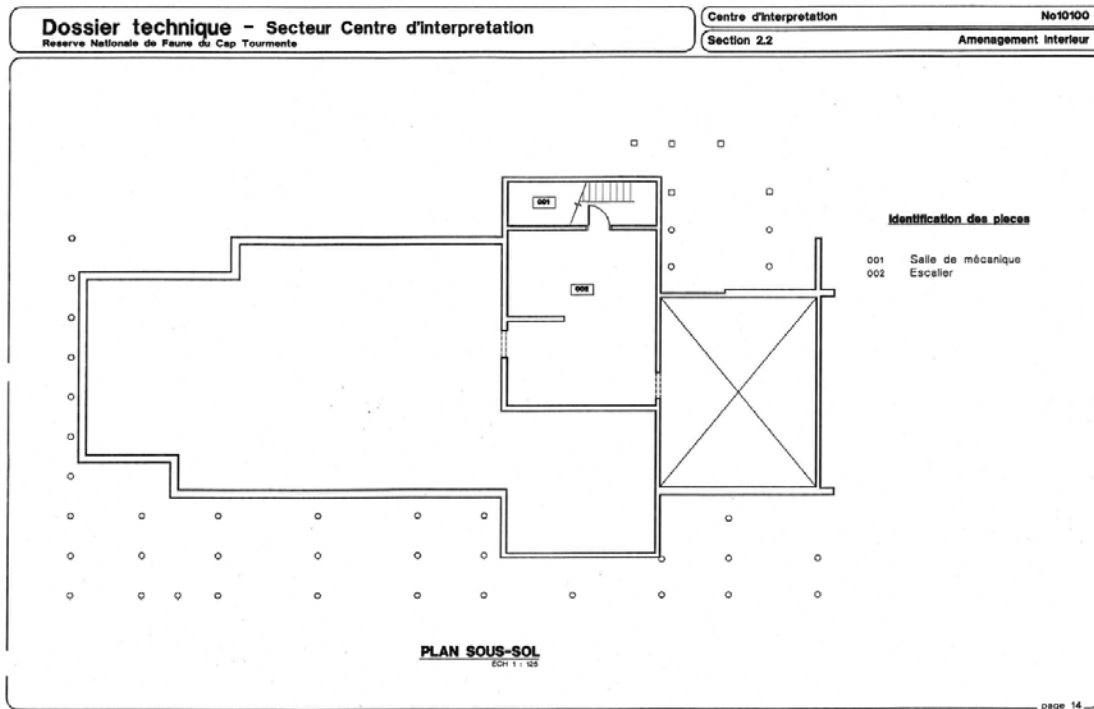 Dossier technique - Secteur Centre d'interpretation
Reserve Nationale de Faune du Cap Tourmente
Centre d'interpretation No10100
Section 2.2 Amenagement interieur
001
002
Identification des pieces
001 Salle de mécanique
002 Escalier
PLAN SOUS-SOL
ECH 1 : 125
page 14